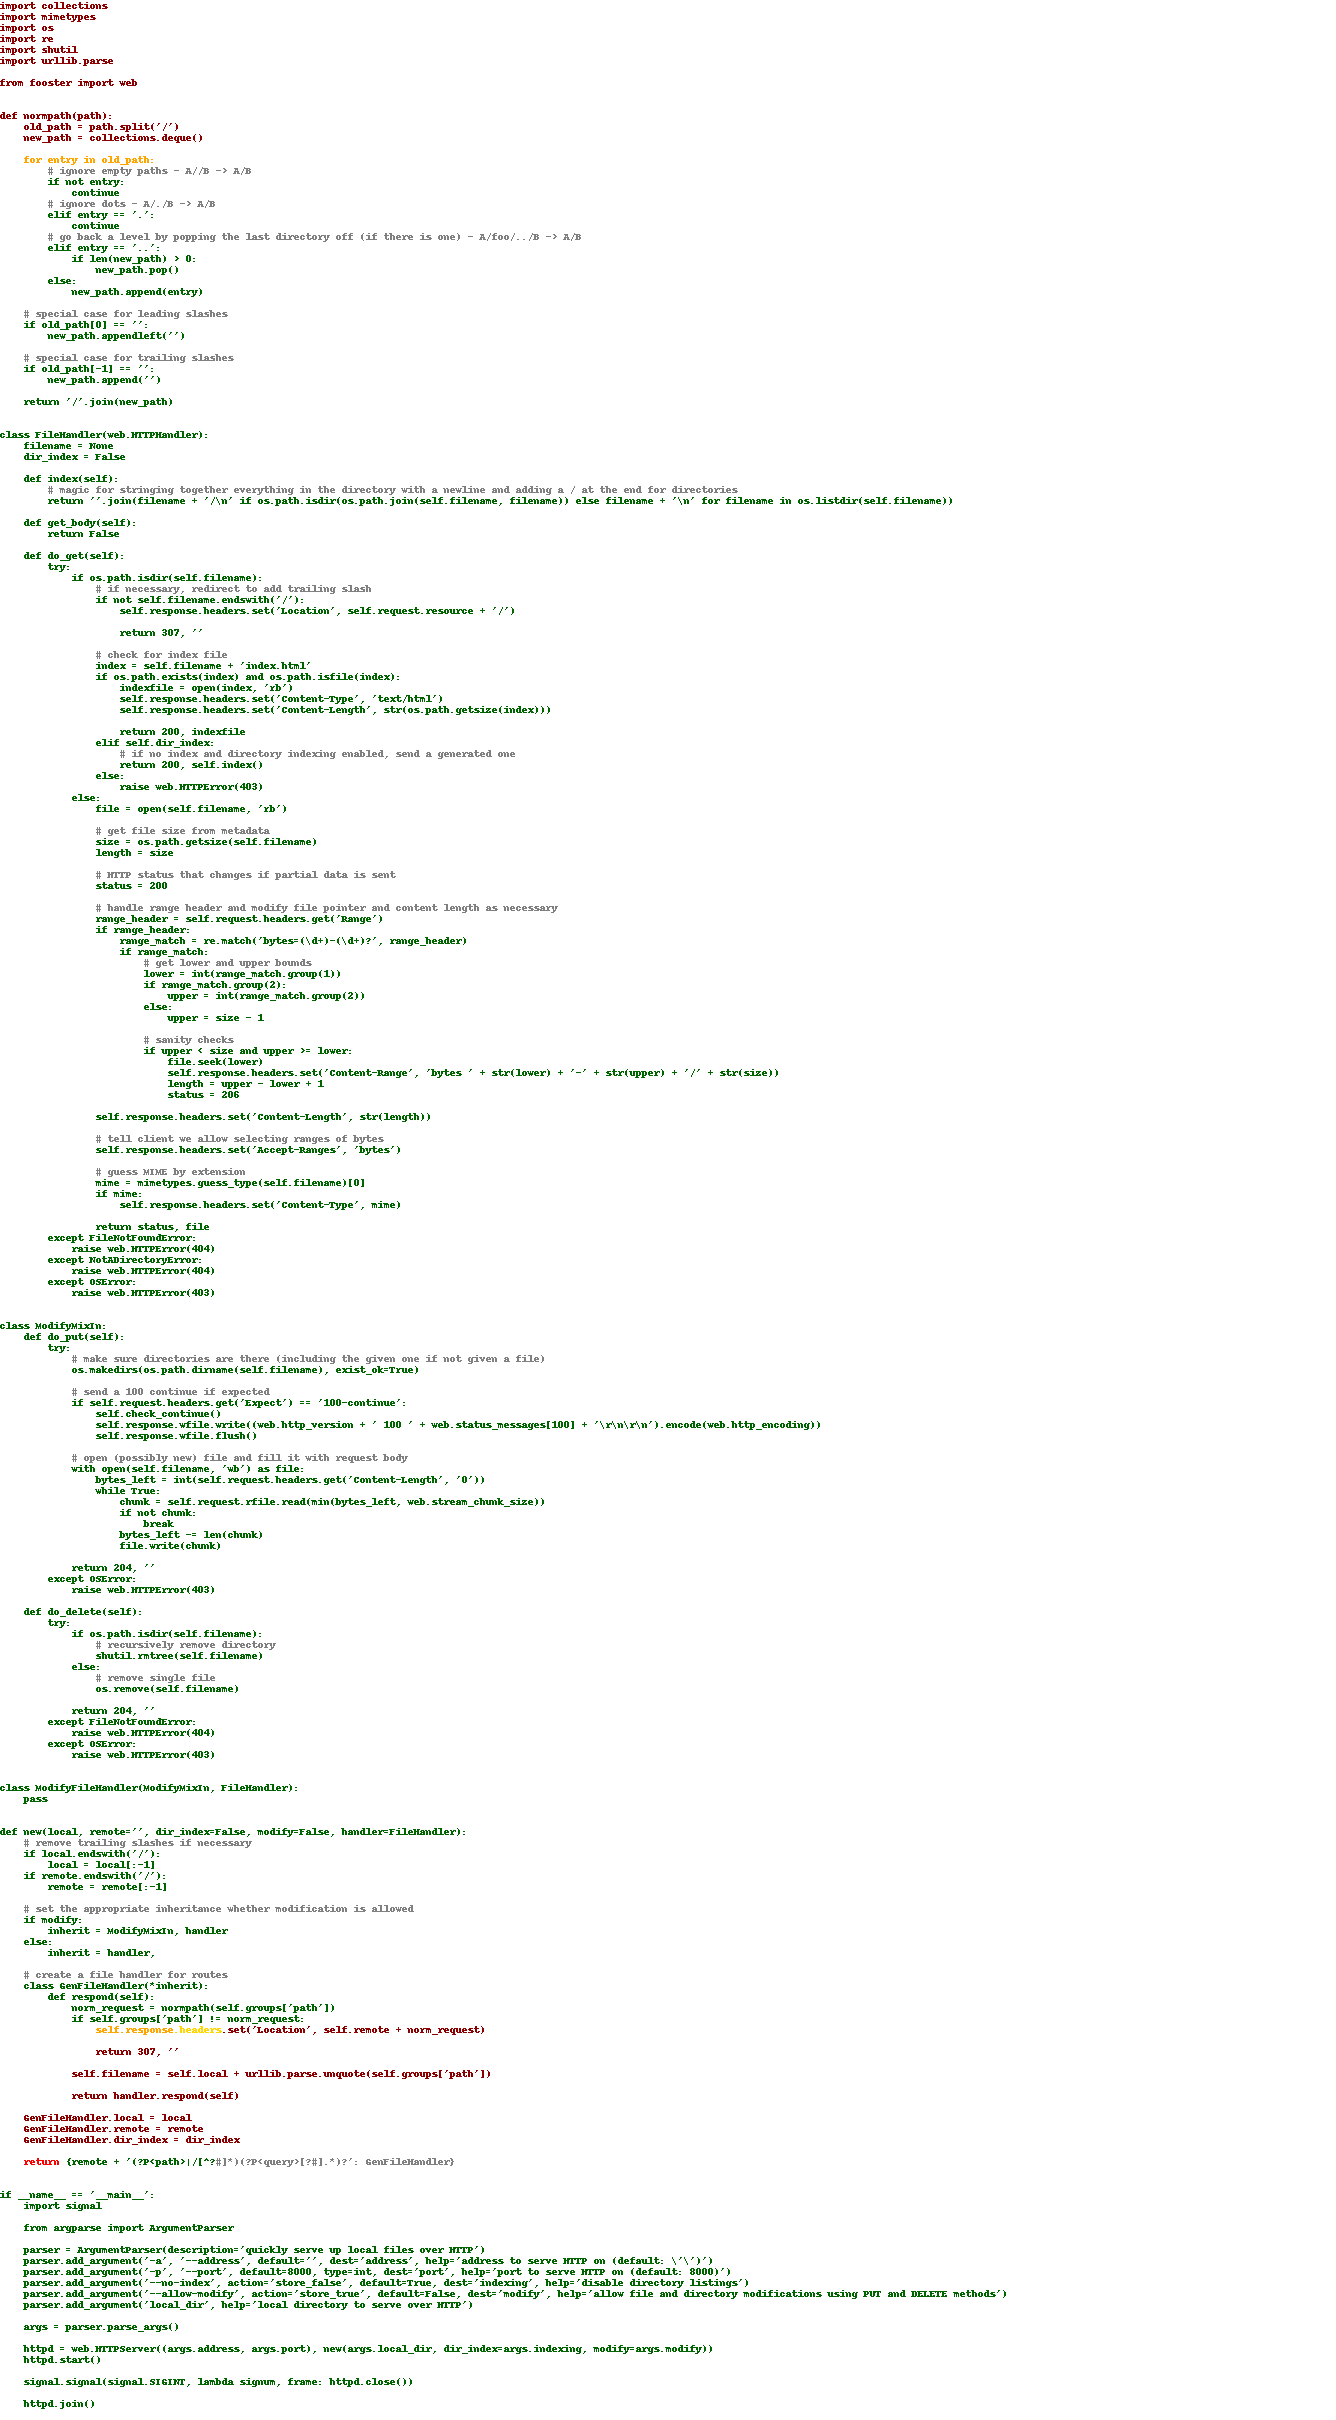 import collections
import mimetypes
import os
import re
import shutil
import urllib.parse

from fooster import web


def normpath(path):
    old_path = path.split('/')
    new_path = collections.deque()

    for entry in old_path:
        # ignore empty paths - A//B -> A/B
        if not entry:
            continue
        # ignore dots - A/./B -> A/B
        elif entry == '.':
            continue
        # go back a level by popping the last directory off (if there is one) - A/foo/../B -> A/B
        elif entry == '..':
            if len(new_path) > 0:
                new_path.pop()
        else:
            new_path.append(entry)

    # special case for leading slashes
    if old_path[0] == '':
        new_path.appendleft('')

    # special case for trailing slashes
    if old_path[-1] == '':
        new_path.append('')

    return '/'.join(new_path)


class FileHandler(web.HTTPHandler):
    filename = None
    dir_index = False

    def index(self):
        # magic for stringing together everything in the directory with a newline and adding a / at the end for directories
        return ''.join(filename + '/\n' if os.path.isdir(os.path.join(self.filename, filename)) else filename + '\n' for filename in os.listdir(self.filename))

    def get_body(self):
        return False

    def do_get(self):
        try:
            if os.path.isdir(self.filename):
                # if necessary, redirect to add trailing slash
                if not self.filename.endswith('/'):
                    self.response.headers.set('Location', self.request.resource + '/')

                    return 307, ''

                # check for index file
                index = self.filename + 'index.html'
                if os.path.exists(index) and os.path.isfile(index):
                    indexfile = open(index, 'rb')
                    self.response.headers.set('Content-Type', 'text/html')
                    self.response.headers.set('Content-Length', str(os.path.getsize(index)))

                    return 200, indexfile
                elif self.dir_index:
                    # if no index and directory indexing enabled, send a generated one
                    return 200, self.index()
                else:
                    raise web.HTTPError(403)
            else:
                file = open(self.filename, 'rb')

                # get file size from metadata
                size = os.path.getsize(self.filename)
                length = size

                # HTTP status that changes if partial data is sent
                status = 200

                # handle range header and modify file pointer and content length as necessary
                range_header = self.request.headers.get('Range')
                if range_header:
                    range_match = re.match('bytes=(\d+)-(\d+)?', range_header)
                    if range_match:
                        # get lower and upper bounds
                        lower = int(range_match.group(1))
                        if range_match.group(2):
                            upper = int(range_match.group(2))
                        else:
                            upper = size - 1

                        # sanity checks
                        if upper < size and upper >= lower:
                            file.seek(lower)
                            self.response.headers.set('Content-Range', 'bytes ' + str(lower) + '-' + str(upper) + '/' + str(size))
                            length = upper - lower + 1
                            status = 206

                self.response.headers.set('Content-Length', str(length))

                # tell client we allow selecting ranges of bytes
                self.response.headers.set('Accept-Ranges', 'bytes')

                # guess MIME by extension
                mime = mimetypes.guess_type(self.filename)[0]
                if mime:
                    self.response.headers.set('Content-Type', mime)

                return status, file
        except FileNotFoundError:
            raise web.HTTPError(404)
        except NotADirectoryError:
            raise web.HTTPError(404)
        except OSError:
            raise web.HTTPError(403)


class ModifyMixIn:
    def do_put(self):
        try:
            # make sure directories are there (including the given one if not given a file)
            os.makedirs(os.path.dirname(self.filename), exist_ok=True)

            # send a 100 continue if expected
            if self.request.headers.get('Expect') == '100-continue':
                self.check_continue()
                self.response.wfile.write((web.http_version + ' 100 ' + web.status_messages[100] + '\r\n\r\n').encode(web.http_encoding))
                self.response.wfile.flush()

            # open (possibly new) file and fill it with request body
            with open(self.filename, 'wb') as file:
                bytes_left = int(self.request.headers.get('Content-Length', '0'))
                while True:
                    chunk = self.request.rfile.read(min(bytes_left, web.stream_chunk_size))
                    if not chunk:
                        break
                    bytes_left -= len(chunk)
                    file.write(chunk)

            return 204, ''
        except OSError:
            raise web.HTTPError(403)

    def do_delete(self):
        try:
            if os.path.isdir(self.filename):
                # recursively remove directory
                shutil.rmtree(self.filename)
            else:
                # remove single file
                os.remove(self.filename)

            return 204, ''
        except FileNotFoundError:
            raise web.HTTPError(404)
        except OSError:
            raise web.HTTPError(403)


class ModifyFileHandler(ModifyMixIn, FileHandler):
    pass


def new(local, remote='', dir_index=False, modify=False, handler=FileHandler):
    # remove trailing slashes if necessary
    if local.endswith('/'):
        local = local[:-1]
    if remote.endswith('/'):
        remote = remote[:-1]

    # set the appropriate inheritance whether modification is allowed
    if modify:
        inherit = ModifyMixIn, handler
    else:
        inherit = handler,

    # create a file handler for routes
    class GenFileHandler(*inherit):
        def respond(self):
            norm_request = normpath(self.groups['path'])
            if self.groups['path'] != norm_request:
                self.response.headers.set('Location', self.remote + norm_request)

                return 307, ''

            self.filename = self.local + urllib.parse.unquote(self.groups['path'])

            return handler.respond(self)

    GenFileHandler.local = local
    GenFileHandler.remote = remote
    GenFileHandler.dir_index = dir_index

    return {remote + '(?P<path>|/[^?#]*)(?P<query>[?#].*)?': GenFileHandler}


if __name__ == '__main__':
    import signal

    from argparse import ArgumentParser

    parser = ArgumentParser(description='quickly serve up local files over HTTP')
    parser.add_argument('-a', '--address', default='', dest='address', help='address to serve HTTP on (default: \'\')')
    parser.add_argument('-p', '--port', default=8000, type=int, dest='port', help='port to serve HTTP on (default: 8000)')
    parser.add_argument('--no-index', action='store_false', default=True, dest='indexing', help='disable directory listings')
    parser.add_argument('--allow-modify', action='store_true', default=False, dest='modify', help='allow file and directory modifications using PUT and DELETE methods')
    parser.add_argument('local_dir', help='local directory to serve over HTTP')

    args = parser.parse_args()

    httpd = web.HTTPServer((args.address, args.port), new(args.local_dir, dir_index=args.indexing, modify=args.modify))
    httpd.start()

    signal.signal(signal.SIGINT, lambda signum, frame: httpd.close())

    httpd.join()